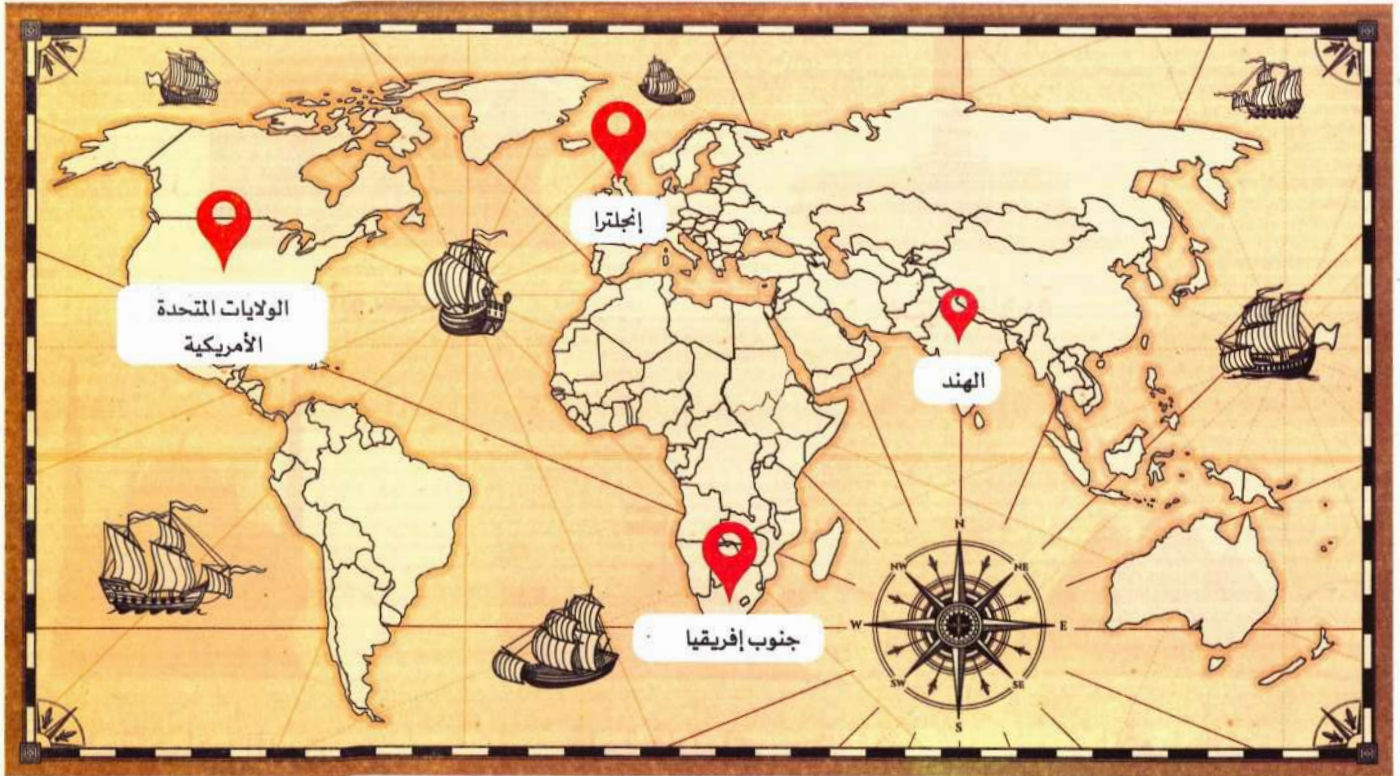 إنجلترا
الولايات المتحدة
الأمريكية
الهند
جنوب إفريقيا
N
NW
NE
W
E
SW
SE
S